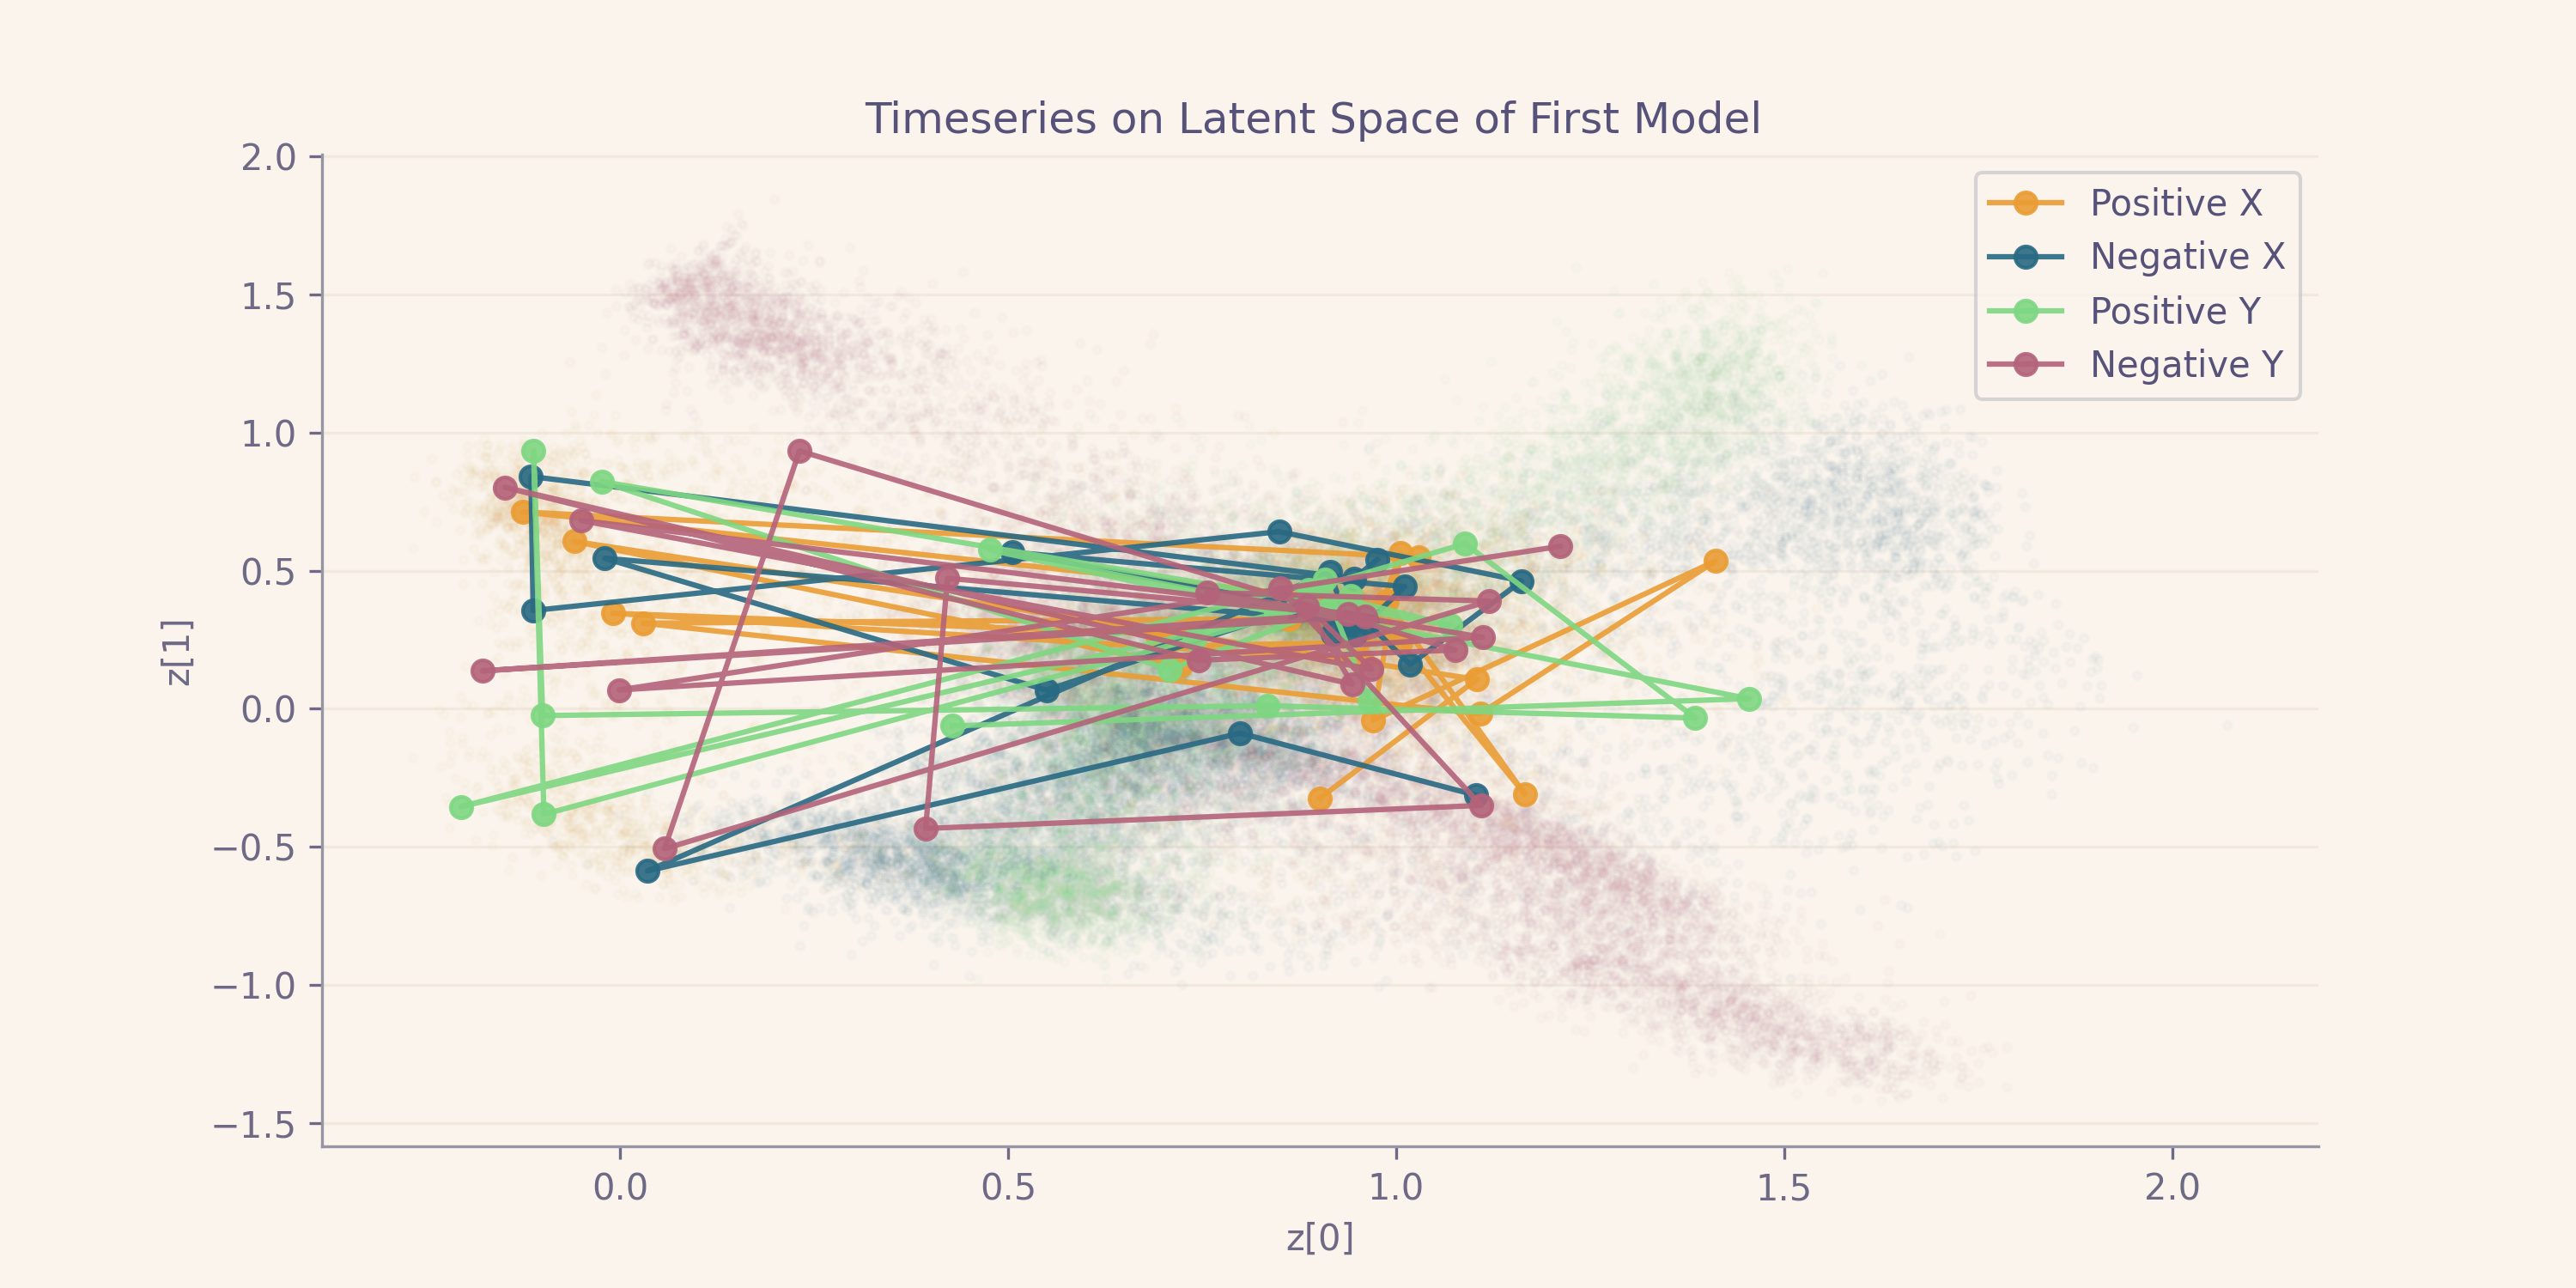 Timeseries on Latent Space of First Model
2.0
1.5
1.0
0.5
0.0
−0.5
−1.0
−1.5
z[1]
Positive X
Negative X
Positive Y
Negative Y
0.0 0.5 1.0 1.5 2.0
z[0]